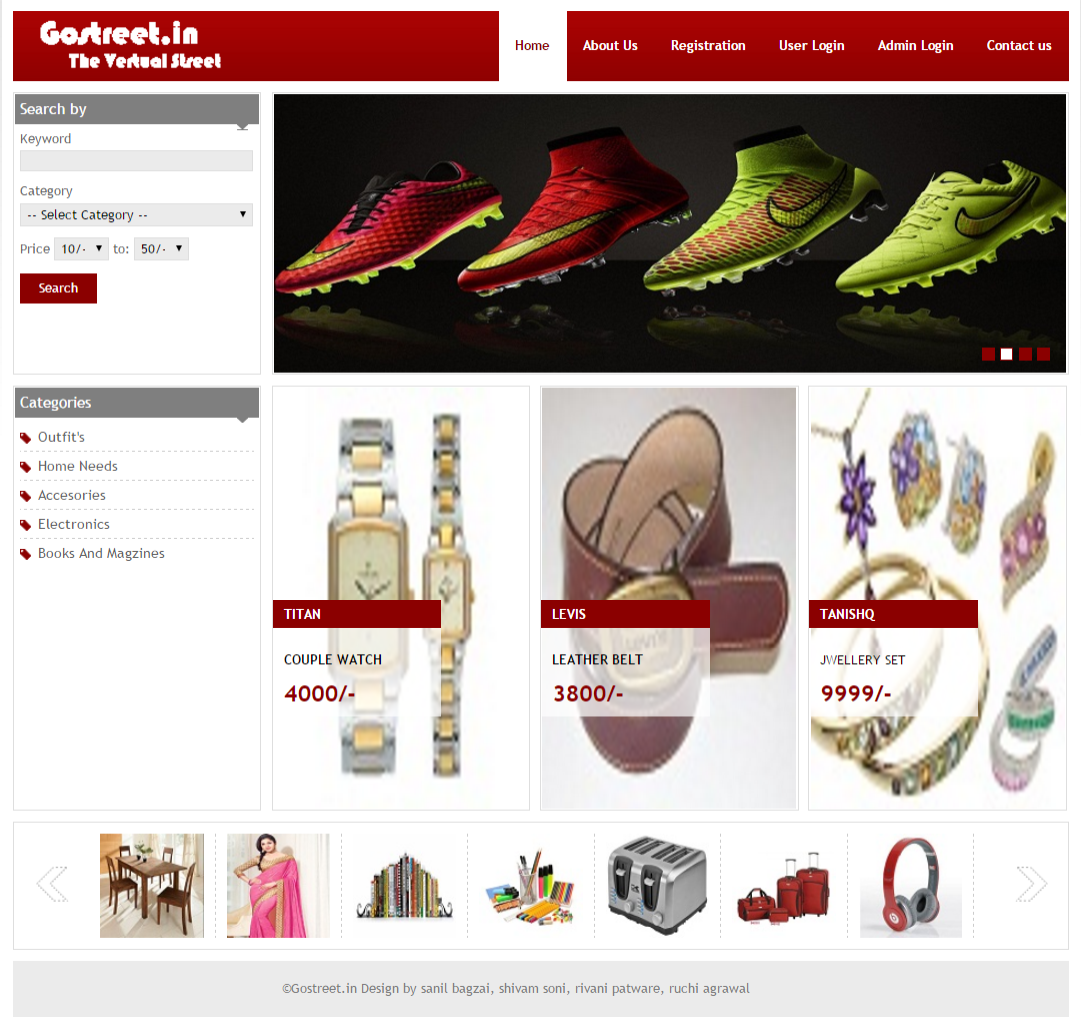 Gostreet.in
The Vertual Street
Home About Us Registration User Login Admin Login Contact us
Search by
Keyword
Category
-- Select Category --
Price 10/- to: 50/-
Search
Categories
Outfit's
Home Needs
Accesories
Electronics
Books And Magzines
TITAN
COUPLE WATCH
4000/-
LEVIS
LEATHER BELT
3800/-
TANISHQ
JWELLERY SET
9999/-
©Gostreet.in Design by sanil bagzai, shivam soni, rivani patware, ruchi agrawal